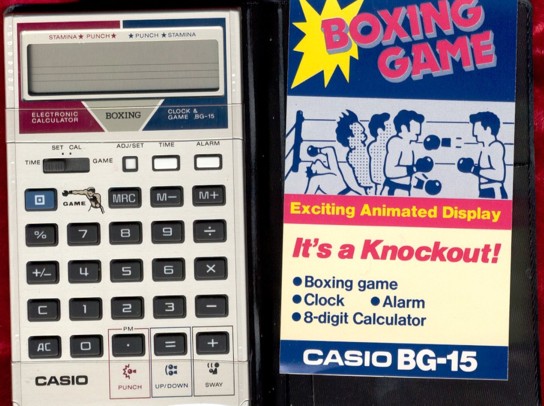 STAMINA ★ PUNCH ★ ★ PUNCH ★ STAMINA
ELECTRONIC
CALCULATOR
BOXING
CLOCK &
GAME BG-15
SET CAL
TIME GAME
ADJ/SET TIME ALARM
GAME MRC M− M+
% 7 8 9 ÷
+/− 4 5 6 ×
C 1 2 3 −
PM
AC 0 · = +
CASIO
PUNCH UP/DOWN SWAY
BOXING
GAME
Exciting Animated Display
It's a Knockout!
●Boxing game
●Clock ●Alarm
●8-digit Calculator
CASIO BG-15